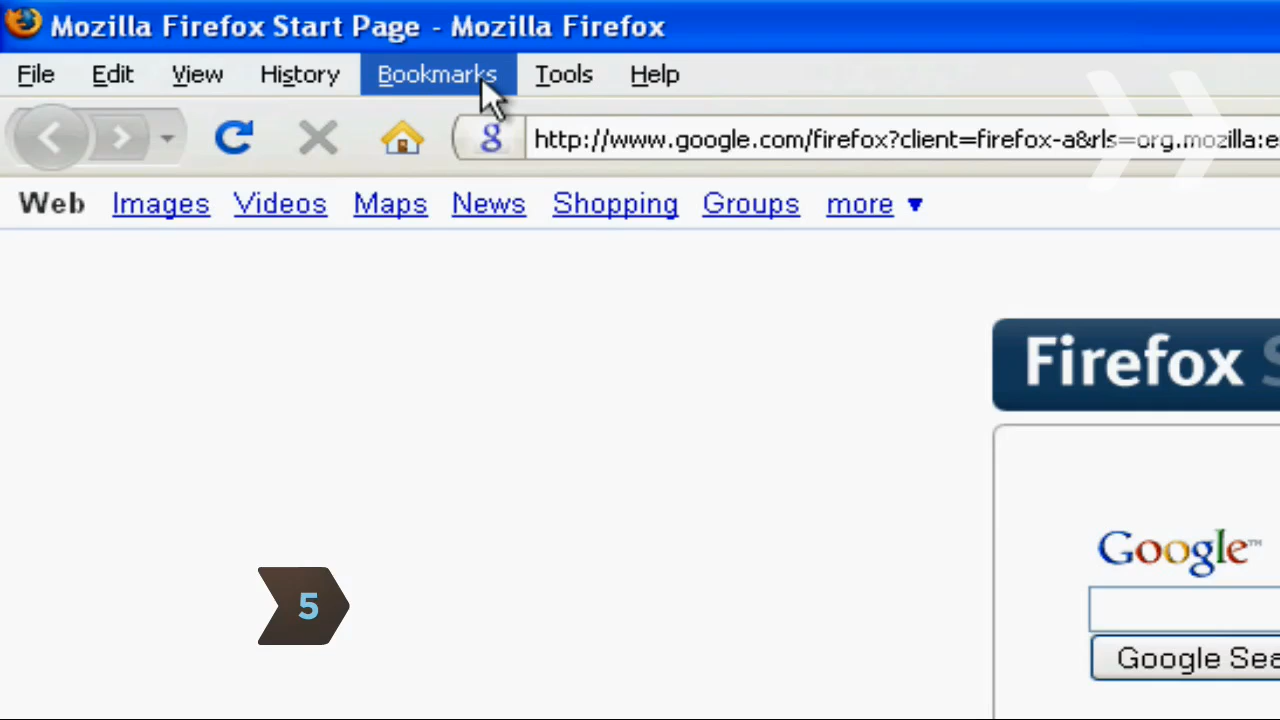 Mozilla Firefox Start Page - Mozilla Firefox
File Edit View History Bookmarks Tools Help
g http://www.google.com/firefox?client=firefox-a&rls=org.mozilla:e
Web Images Videos Maps News Shopping Groups more ▼
Firefox S
Google™
Google Sea
5